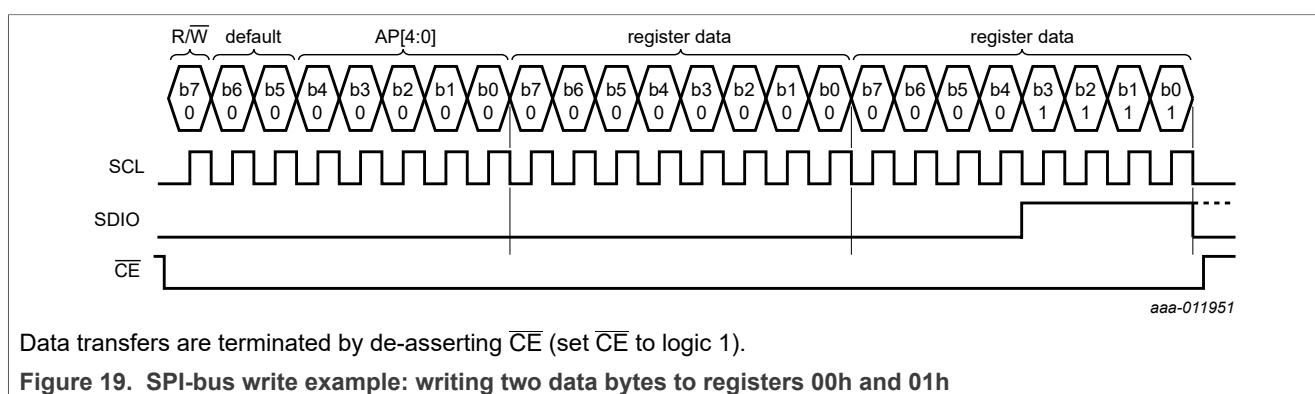 R/W̅ default AP[4:0] register data register data
b7 b6 b5 b4 b3 b2 b1 b0 b7 b6 b5 b4 b3 b2 b1 b0 b7 b6 b5 b4 b3 b2 b1 b0
0 0 0 0 0 0 0 0 0 0 0 0 0 0 0 0 0 0 0 0 1 1 1 1
SCL
SDIO
C̅E̅
aaa-011951
Data transfers are terminated by de-asserting C̅E̅ (set C̅E̅ to logic 1).
Figure 19. SPI-bus write example: writing two data bytes to registers 00h and 01h